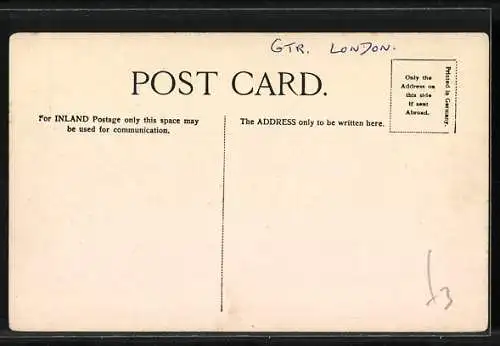 GTR. LONDON.
POST CARD.
For INLAND Postage only this space may
be used for communication.
The ADDRESS only to be written here.
Only the
Address on
this side
if sent
Abroad.
Printed in Germany.